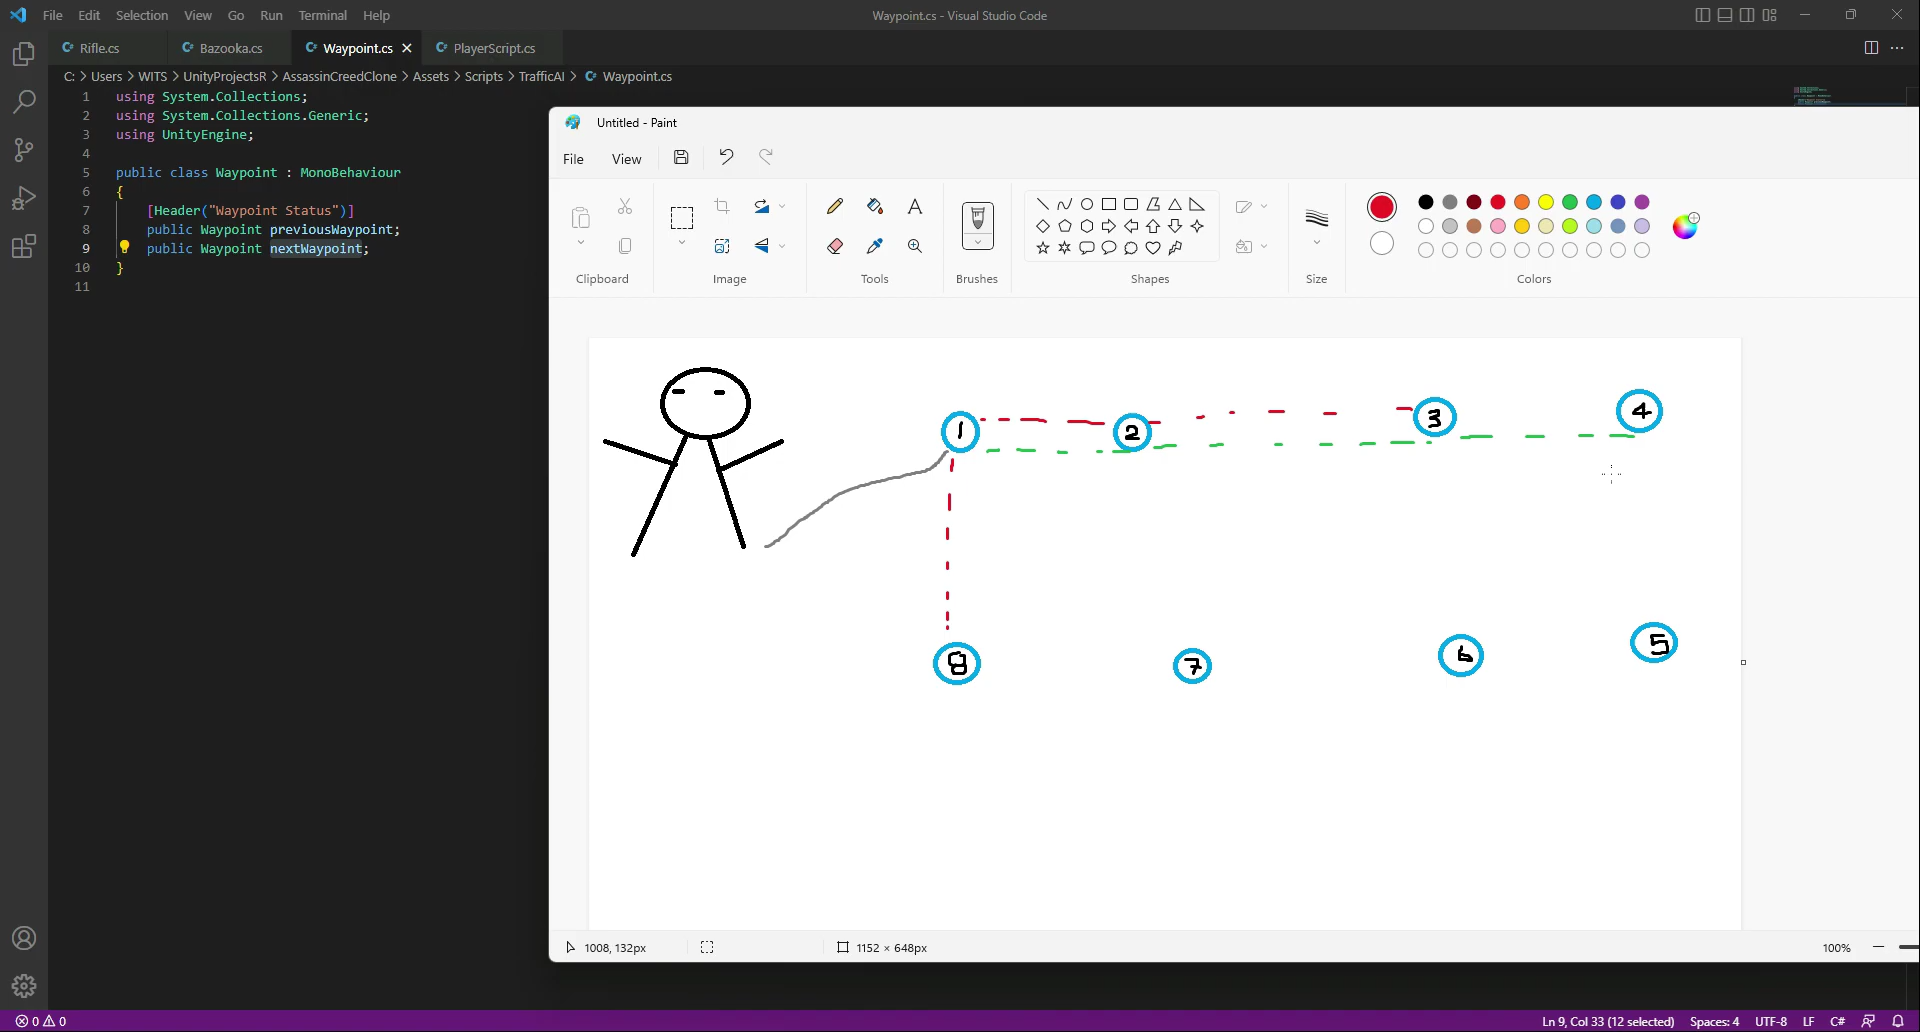 File Edit Selection View Go Run Terminal Help
Waypoint.cs - Visual Studio Code
Rifle.cs Bazooka.cs Waypoint.cs PlayerScript.cs
C: > Users > WITS > UnityProjectsR > AssassinCreedClone > Assets > Scripts > TrafficAI > Waypoint.cs
1 using System.Collections;
2 using System.Collections.Generic;
3 using UnityEngine;
4
5 public class Waypoint : MonoBehaviour
6 {
7 [Header("Waypoint Status")]
8 public Waypoint previousWaypoint;
9 public Waypoint nextWaypoint;
10 }
11
Untitled - Paint
File View
Clipboard Image Tools Brushes Shapes Size Colors
1 2 3 4
8 7 6 5
1008, 132px 1152 × 648px 100%
0 0 Ln 9, Col 33 (12 selected) Spaces: 4 UTF-8 LF C#